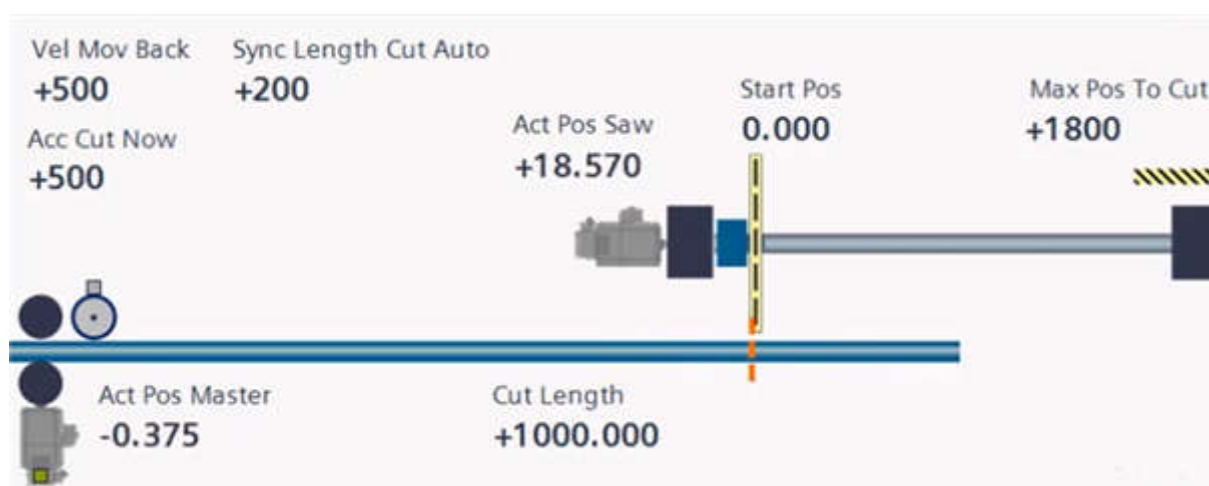 Vel Mov Back
+500
Sync Length Cut Auto
+200
Acc Cut Now
+500
Act Pos Saw
+18.570
Start Pos
0.000
Max Pos To Cut
+1800
Act Pos Master
-0.375
Cut Length
+1000.000